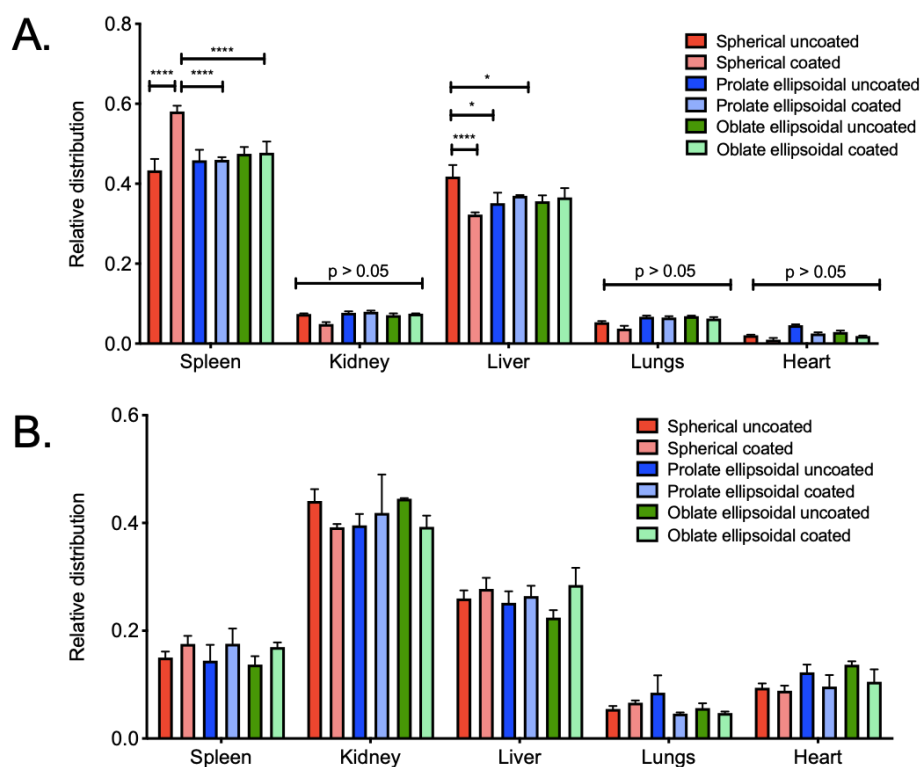 A.
Relative distribution
0.8
0.6
0.4
0.2
0.0
****
****
****
*
*
****
p > 0.05
p > 0.05
p > 0.05
Spherical uncoated
Spherical coated
Prolate ellipsoidal uncoated
Prolate ellipsoidal coated
Oblate ellipsoidal uncoated
Oblate ellipsoidal coated
Spleen Kidney Liver Lungs Heart
B.
Relative distribution
0.6
0.4
0.2
0.0
Spherical uncoated
Spherical coated
Prolate ellipsoidal uncoated
Prolate ellipsoidal coated
Oblate ellipsoidal uncoated
Oblate ellipsoidal coated
Spleen Kidney Liver Lungs Heart